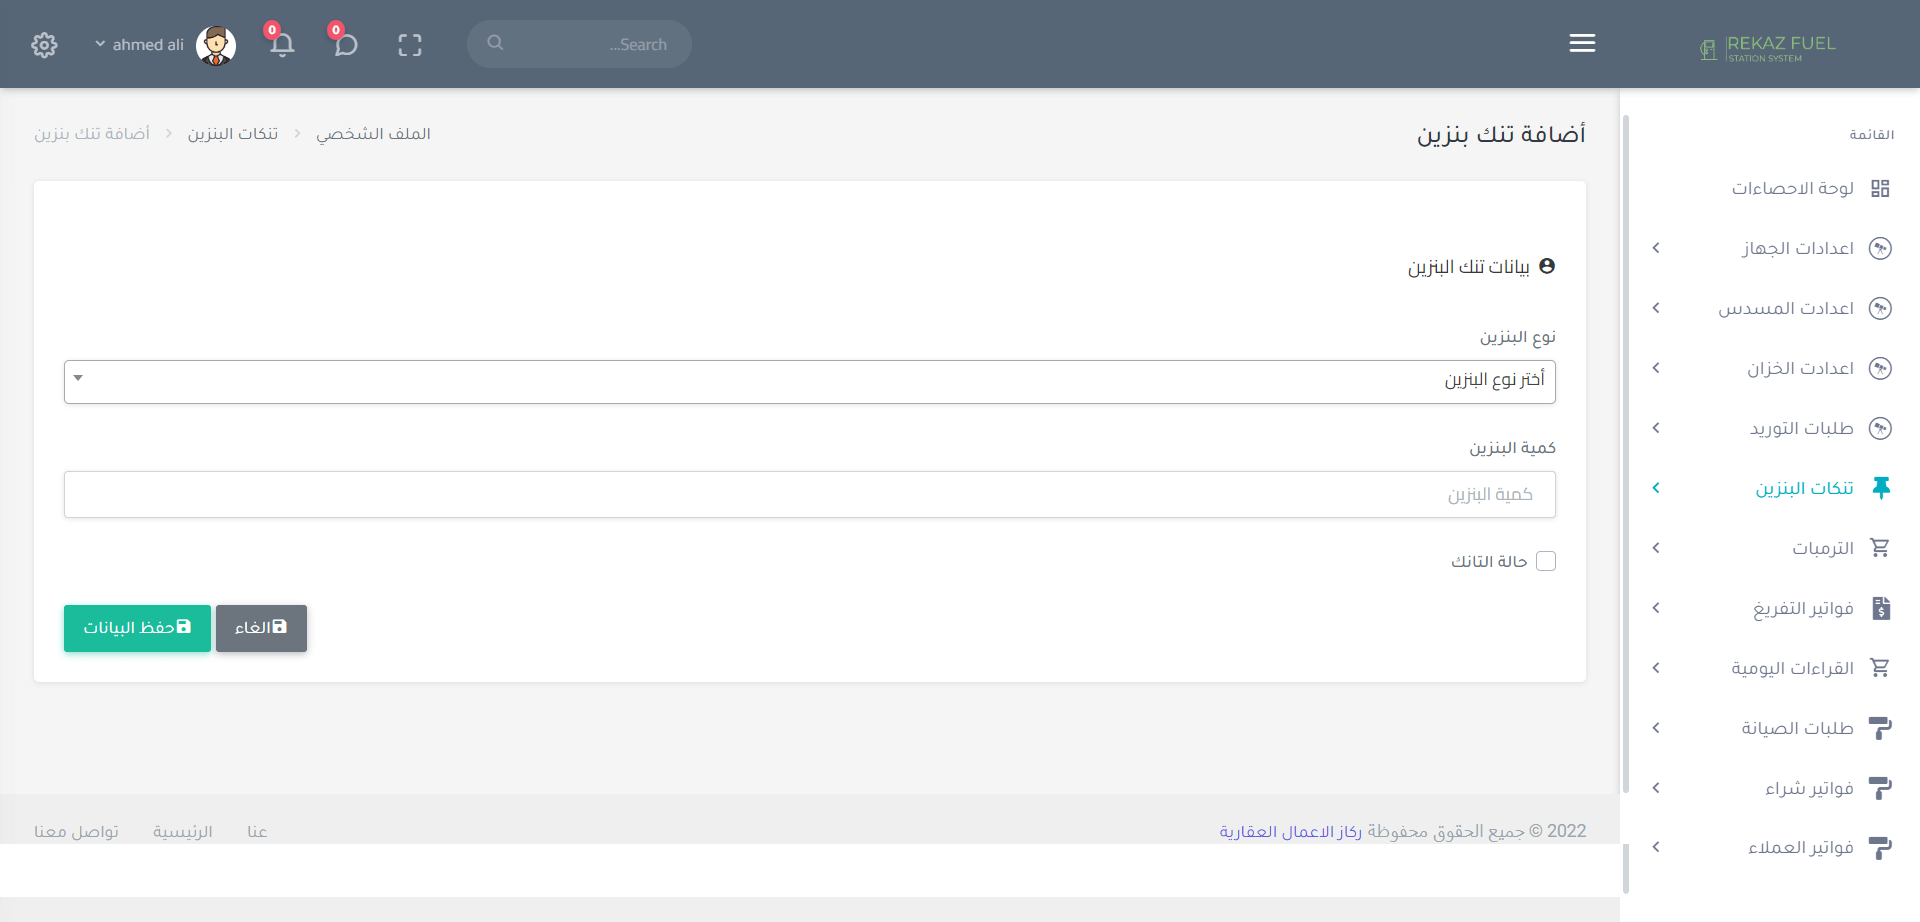 REKAZ FUEL
STATION SYSTEM
Search...
0
0
ahmed ali
القائمة
لوحة الاحصاءات
اعدادات الجهاز
اعدادت المسدس
اعدادت الخزان
طلبات التوريد
تنكات البنزين
الترمبات
فواتير التفريغ
القراءات اليومية
طلبات الصيانة
فواتير شراء
فواتير العملاء
أضافة تنك بنزين
الملف الشخصي
تنكات البنزين
أضافة تنك بنزين
بيانات تنك البنزين
نوع البنزين
أختر نوع البنزين
كمية البنزين
كمية البنزين
حالة التانك
الغاء
حفظ البيانات
2022 © جميع الحقوق محفوظة ركاز الاعمال العقارية
عنا
الرئيسية
تواصل معنا